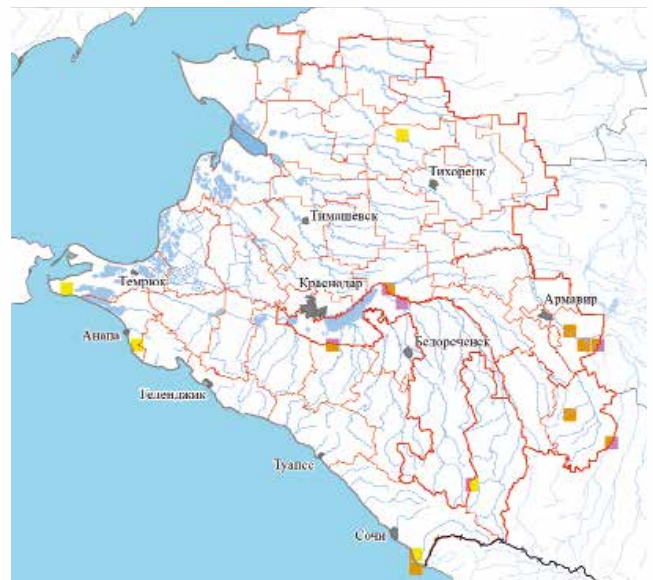 Тихорецк
Тимашевск
Темрюк
Краснодар
Армавир
Анапа
Белореченск
Геленджик
Туапсе
Сочи